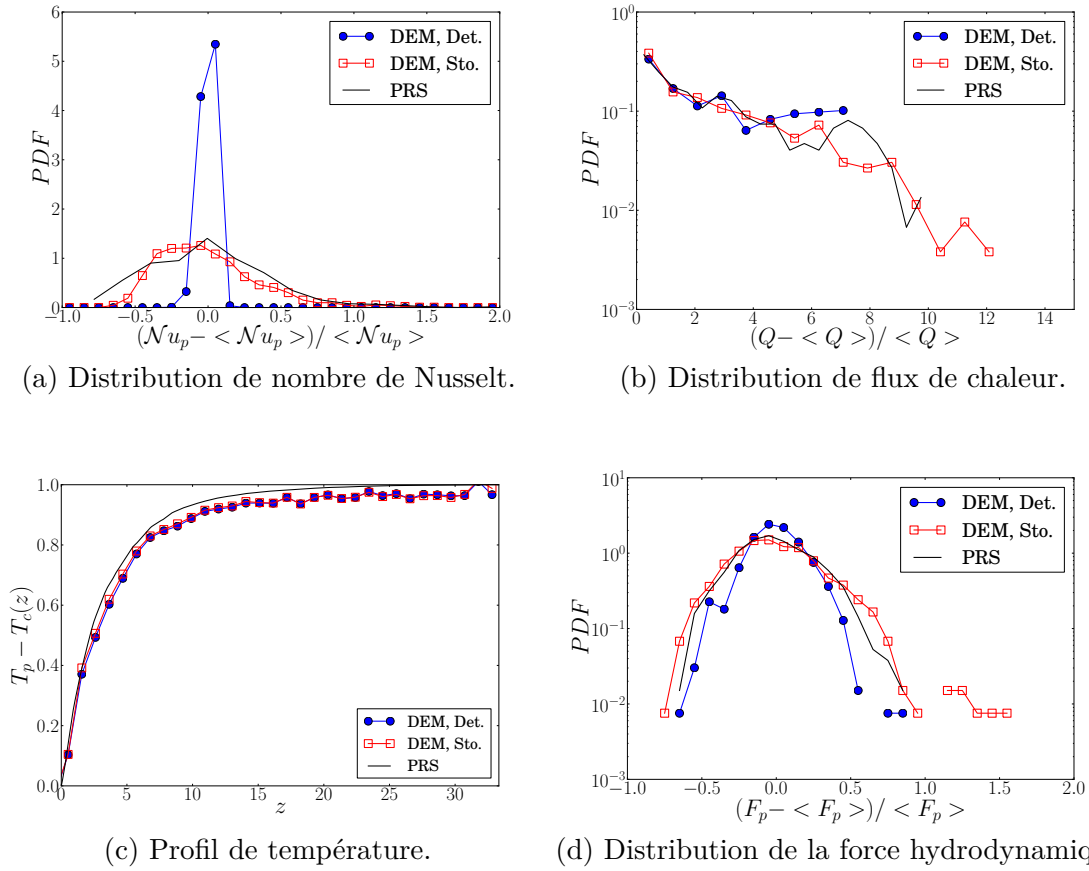 6
5
4
3
2
1
0
−1.0 −0.5 0.0 0.5 1.0 1.5 2.0
PDF
(𝒩u_p− < 𝒩u_p >)/ < 𝒩u_p >
DEM, Det.
DEM, Sto.
PRS
(a) Distribution de nombre de Nusselt.
10^0
10^−1
10^−2
10^−3
0 2 4 6 8 10 12 14
PDF
(Q− < Q >)/ < Q >
DEM, Det.
DEM, Sto.
PRS
(b) Distribution de flux de chaleur.
1.0
0.8
0.6
0.4
0.2
0.0
0 5 10 15 20 25 30
T_p − T_c(z)
z
DEM, Det.
DEM, Sto.
PRS
(c) Profil de température.
10^1
10^0
10^−1
10^−2
10^−3
−1.0 −0.5 0.0 0.5 1.0 1.5 2.0
PDF
(F_p− < F_p >)/ < F_p >
DEM, Det.
DEM, Sto.
PRS
(d) Distribution de la force hydrodynamiq